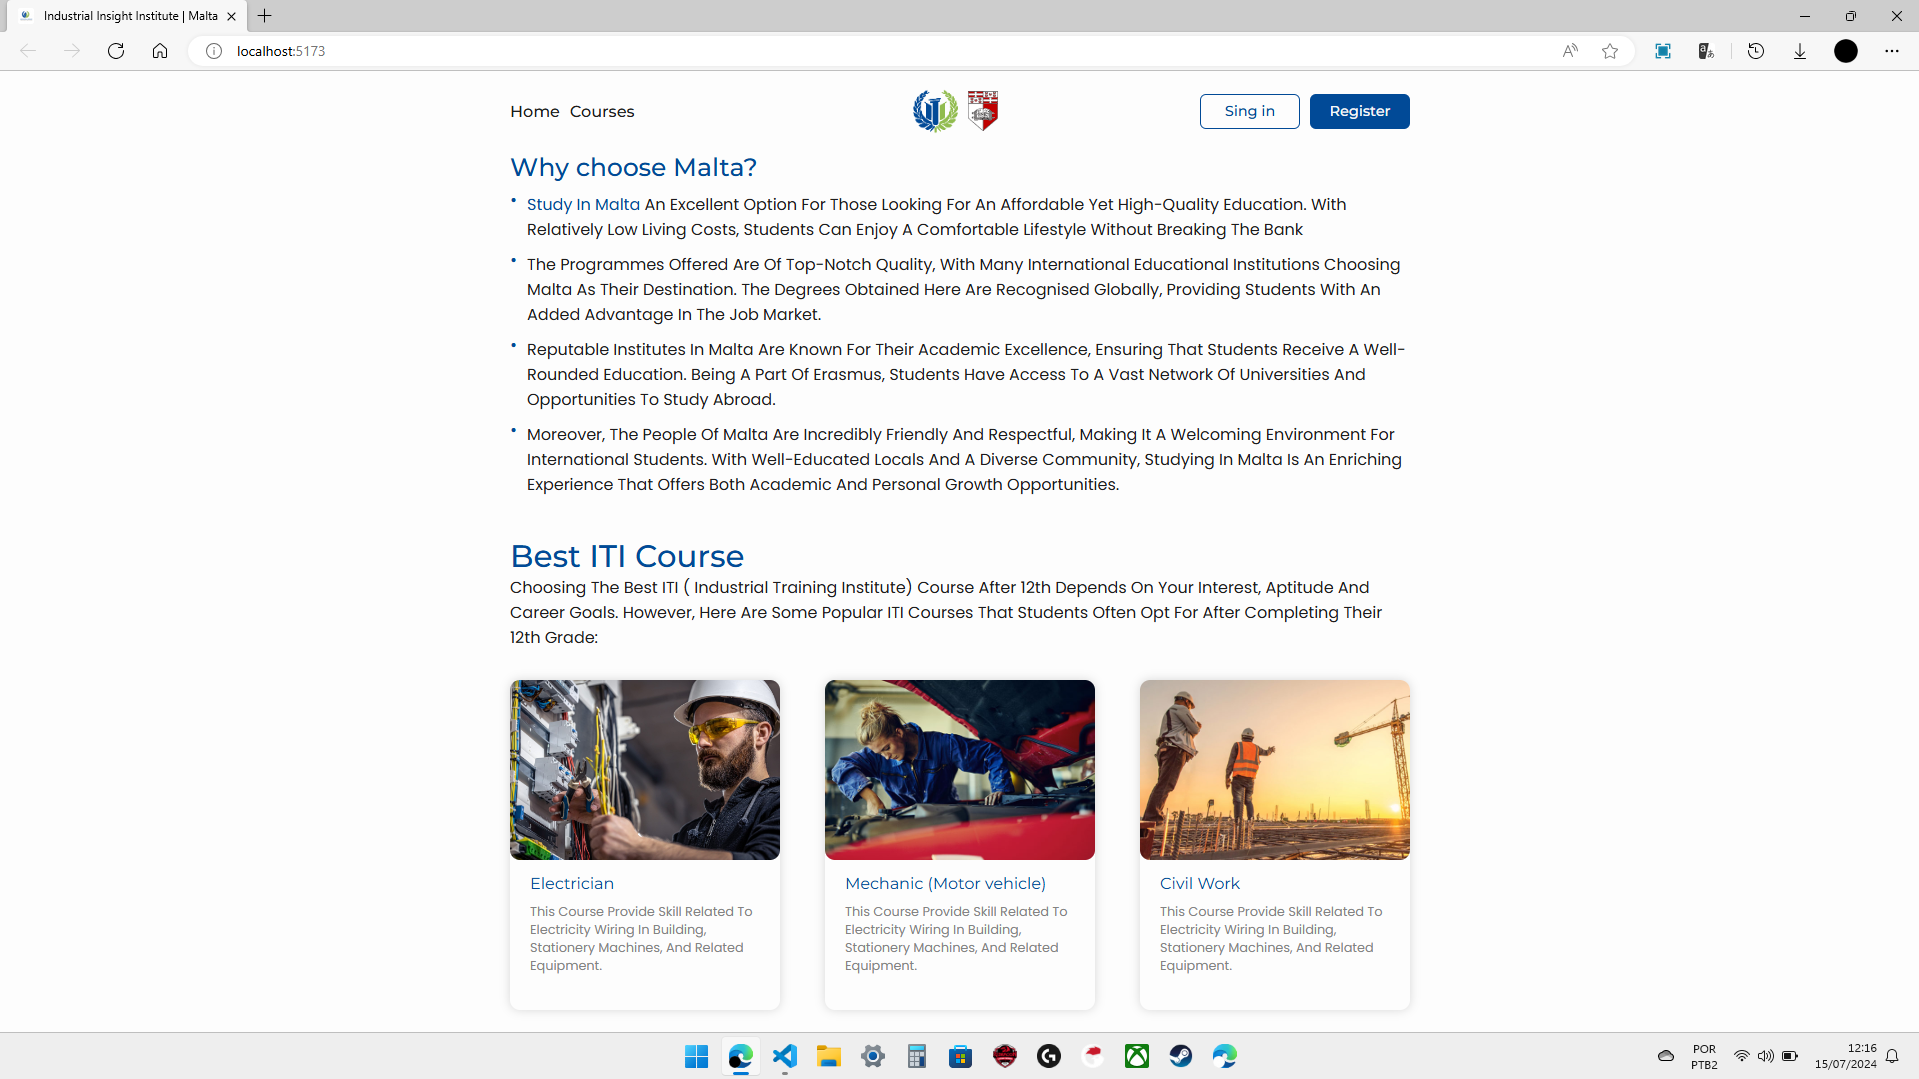 Industrial Insight Institute | Malta
localhost:5173
Home Courses
Sing in
Register
Why choose Malta?
• Study In Malta An Excellent Option For Those Looking For An Affordable Yet High-Quality Education. With
Relatively Low Living Costs, Students Can Enjoy A Comfortable Lifestyle Without Breaking The Bank
• The Programmes Offered Are Of Top-Notch Quality, With Many International Educational Institutions Choosing
Malta As Their Destination. The Degrees Obtained Here Are Recognised Globally, Providing Students With An
Added Advantage In The Job Market.
• Reputable Institutes In Malta Are Known For Their Academic Excellence, Ensuring That Students Receive A Well-
Rounded Education. Being A Part Of Erasmus, Students Have Access To A Vast Network Of Universities And
Opportunities To Study Abroad.
• Moreover, The People Of Malta Are Incredibly Friendly And Respectful, Making It A Welcoming Environment For
International Students. With Well-Educated Locals And A Diverse Community, Studying In Malta Is An Enriching
Experience That Offers Both Academic And Personal Growth Opportunities.
Best ITI Course
Choosing The Best ITI ( Industrial Training Institute) Course After 12th Depends On Your Interest, Aptitude And
Career Goals. However, Here Are Some Popular ITI Courses That Students Often Opt For After Completing Their
12th Grade:
Electrician
This Course Provide Skill Related To
Electricity Wiring In Building,
Stationery Machines, And Related
Equipment.
Mechanic (Motor vehicle)
This Course Provide Skill Related To
Electricity Wiring In Building,
Stationery Machines, And Related
Equipment.
Civil Work
This Course Provide Skill Related To
Electricity Wiring In Building,
Stationery Machines, And Related
Equipment.
POR
PTB2
12:16
15/07/2024